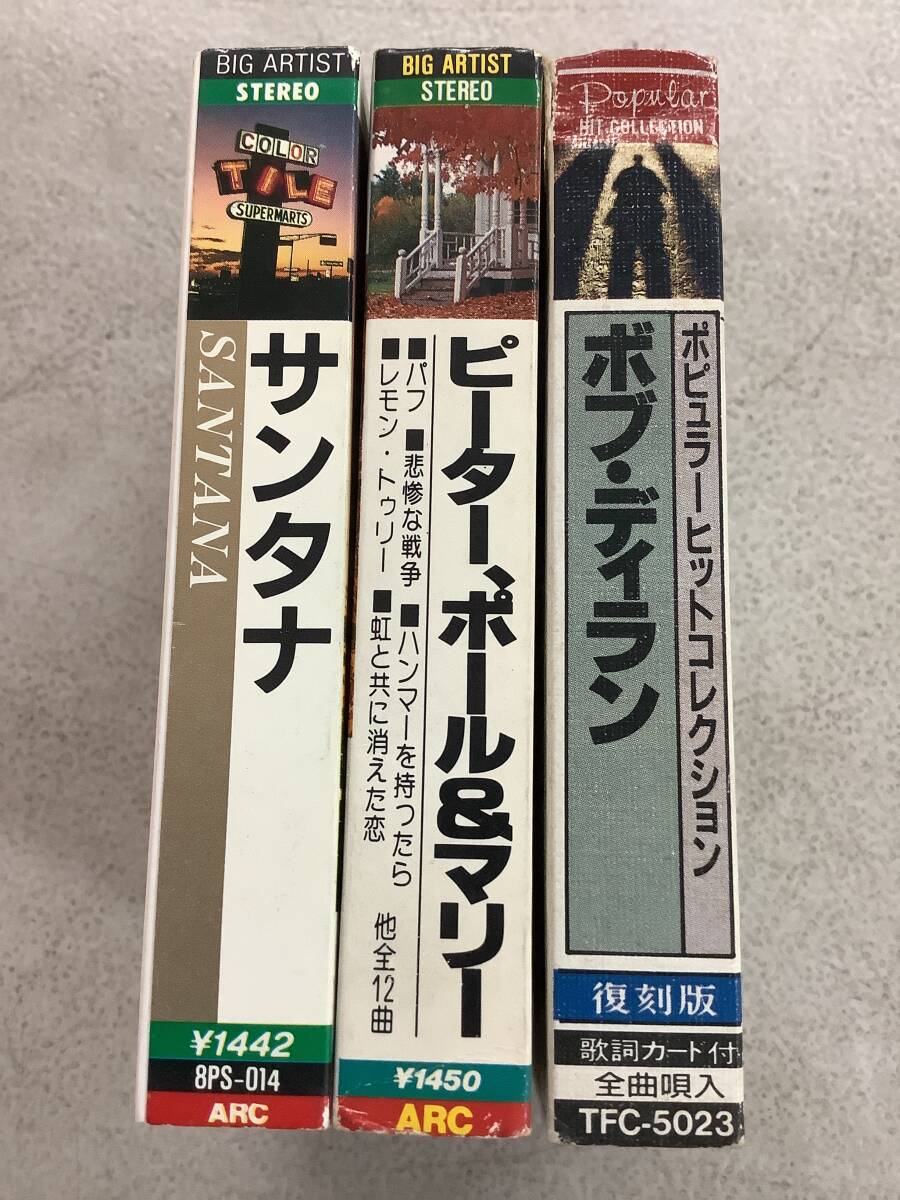 BIG ARTIST
STEREO
COLOR
TILE
SUPERMARTS
サンタナ
SANTANA
¥1442
8PS-014
ARC
BIG ARTIST
STEREO
ピーター、ポール&マリー
■パフ ■悲惨な戦争 ■ハンマーを持つたら
■レモン・トゥリー ■虹と共に消えた恋
他全12曲
¥1450
ARC
Popular
HIT COLLECTION
ポピュラーヒットコレクション
ボブ・ディラン
復刻版
歌詞カード付
全曲唄入
TFC-5023